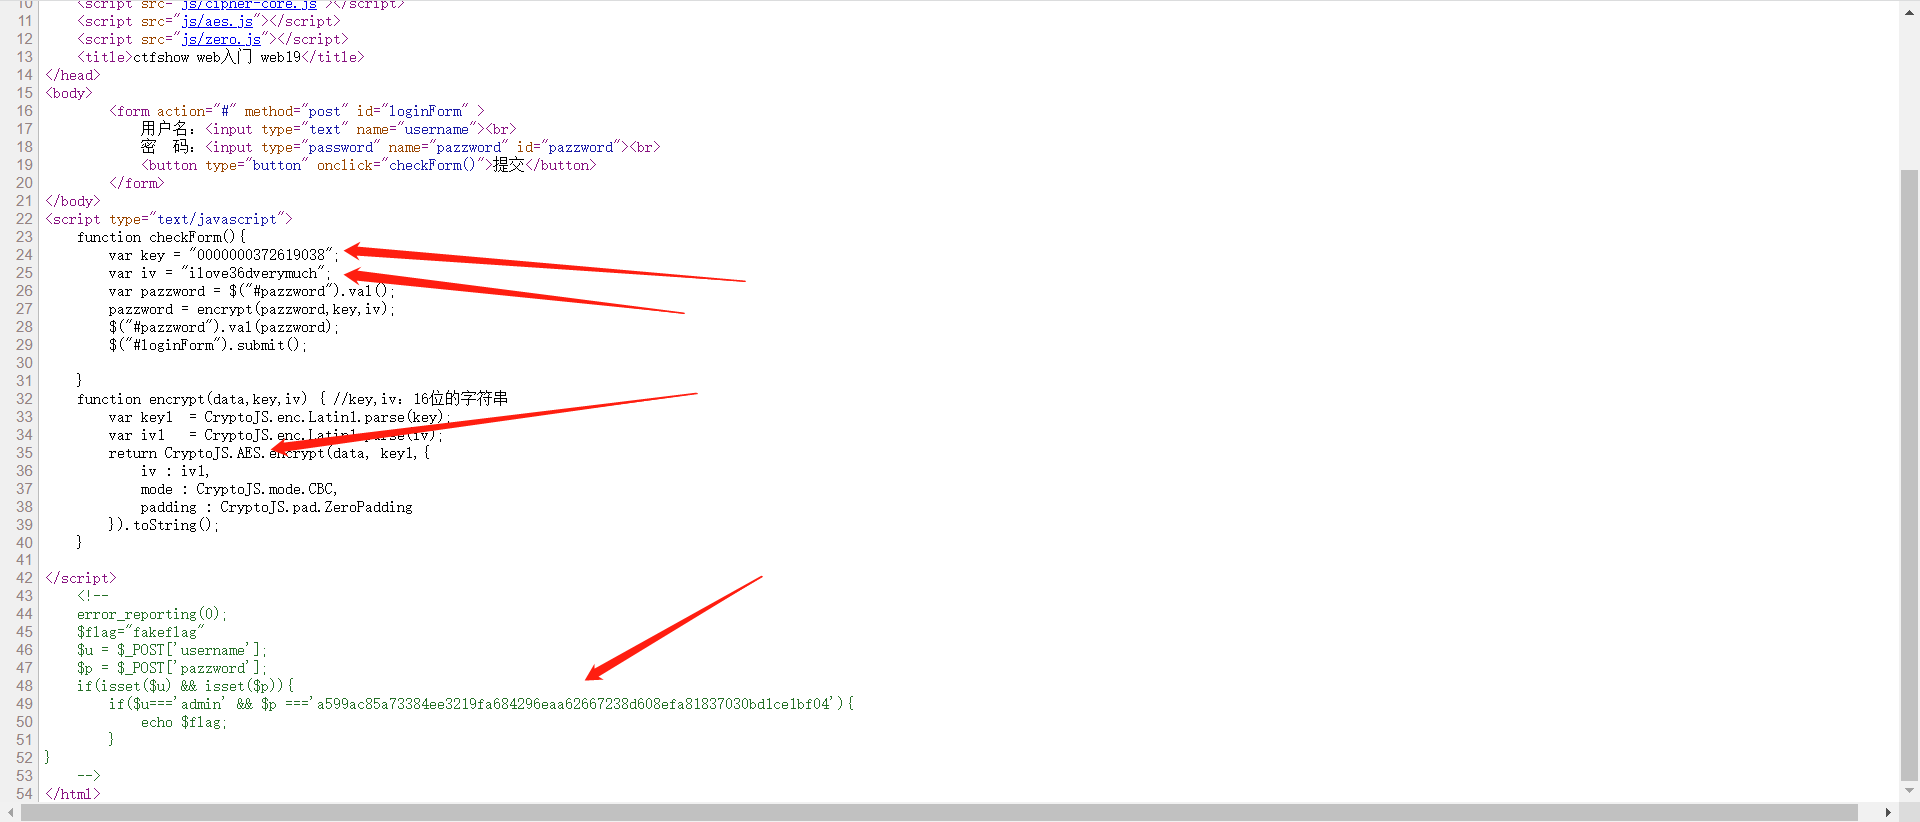 10 <script src="js/cipher-core.js"></script>
11 <script src="js/aes.js"></script>
12 <script src="js/zero.js"></script>
13 <title>ctfshow web入门 web19</title>
14 </head>
15 <body>
16 <form action="#" method="post" id="loginForm" >
17 用户名：<input type="text" name="username"><br>
18 密  码：<input type="password" name="pazzword" id="pazzword"><br>
19 <button type="button" onclick="checkForm()">提交</button>
20 </form>
21 </body>
22 <script type="text/javascript">
23 function checkForm(){
24 var key = "0000000372619038";
25 var iv = "ilove36dverymuch";
26 var pazzword = $("#pazzword").val();
27 pazzword = encrypt(pazzword,key,iv);
28 $("#pazzword").val(pazzword);
29 $("#loginForm").submit();
30
31 }
32 function encrypt(data,key,iv) { //key,iv：16位的字符串
33 var key1  = CryptoJS.enc.Latin1.parse(key);
34 var iv1   = CryptoJS.enc.Latin1.parse(iv);
35 return CryptoJS.AES.encrypt(data, key1,{
36 iv : iv1,
37 mode : CryptoJS.mode.CBC,
38 padding : CryptoJS.pad.ZeroPadding
39 }).toString();
40 }
41
42 </script>
43 <!--
44 error_reporting(0);
45 $flag="fakeflag"
46 $u = $_POST['username'];
47 $p = $_POST['pazzword'];
48 if(isset($u) && isset($p)){
49 if($u==='admin' && $p ==='a599ac85a73384ee3219fa684296eaa62667238d608efa81837030bd1ce1bf04'){
50 echo $flag;
51 }
52 }
53 -->
54 </html>